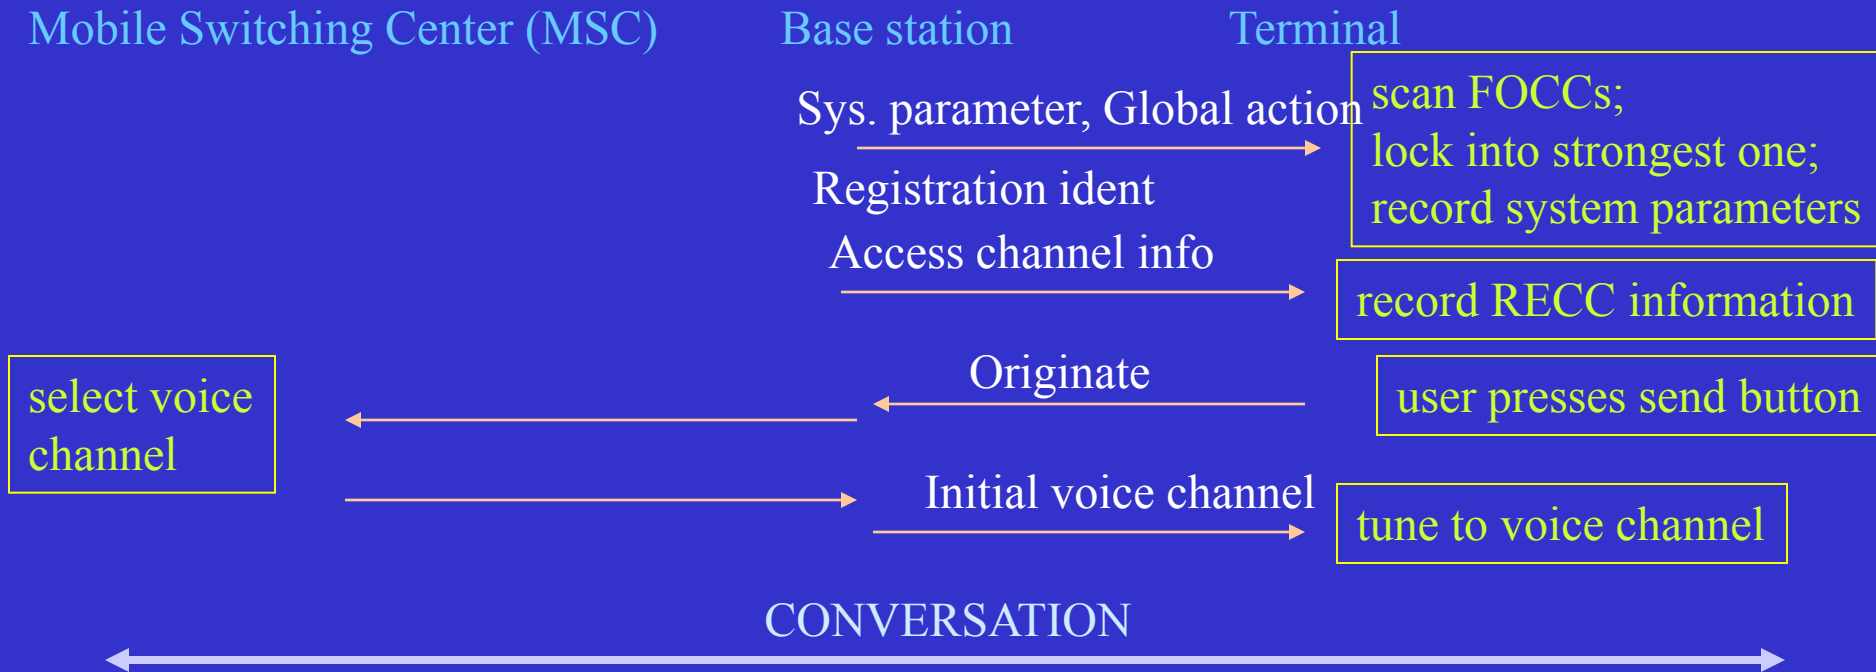 Mobile Switching Center (MSC)
Base station
Terminal
Sys. parameter, Global action
scan FOCCs;
lock into strongest one;
record system parameters
Registration ident
Access channel info
record RECC information
Originate
user presses send button
select voice
channel
Initial voice channel
tune to voice channel
CONVERSATION